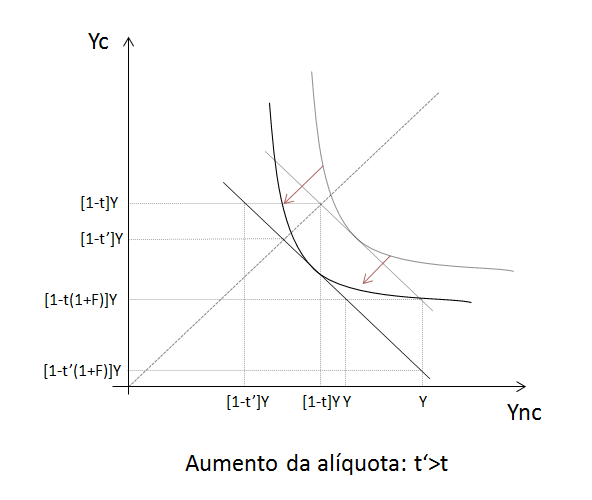 Yc
[1-t]Y
[1-t’]Y
[1-t(1+F)]Y
[1-t’(1+F)]Y
[1-t’]Y [1-t]Y Y Y
Ync
Aumento da alíquota: t‘>t